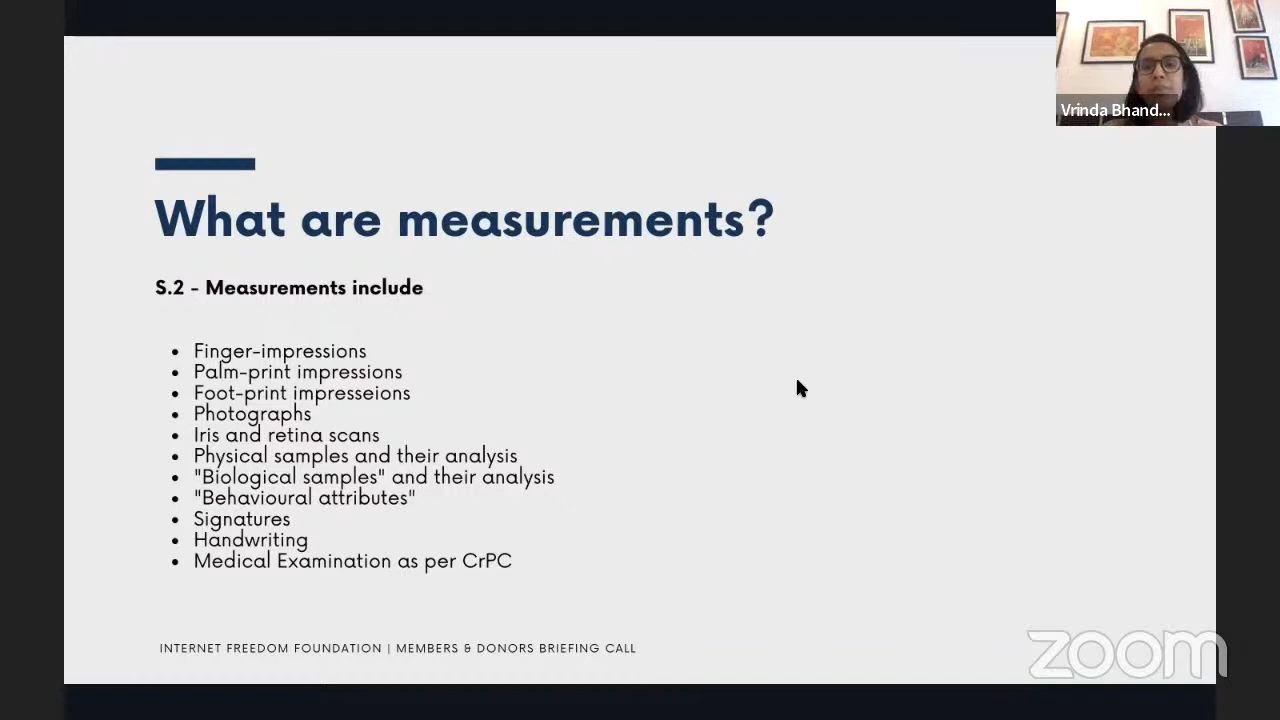 Vrinda Bhand...
What are measurements?
S.2 - Measurements include
• Finger-impressions
• Palm-print impressions
• Foot-print impresseions
• Photographs
• Iris and retina scans
• Physical samples and their analysis
• "Biological samples" and their analysis
• "Behavioural attributes"
• Signatures
• Handwriting
• Medical Examination as per CrPC
INTERNET FREEDOM FOUNDATION | MEMBERS & DONORS BRIEFING CALL
zoom